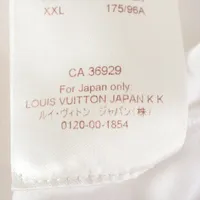 XXL 175/96A
CA 36929
For Japan only:
LOUIS VUITTON JAPAN K K
ルイ・ヴィトン ジャパン(株)
0120-00-1854